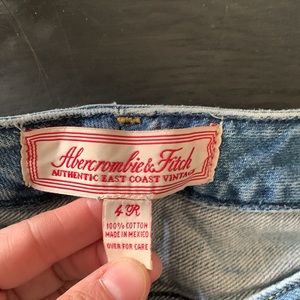 Abercrombie & Fitch
AUTHENTIC EAST COAST VINTAGE
4R
100% COTTON
MADE IN MEXICO
OVER FOR CARE